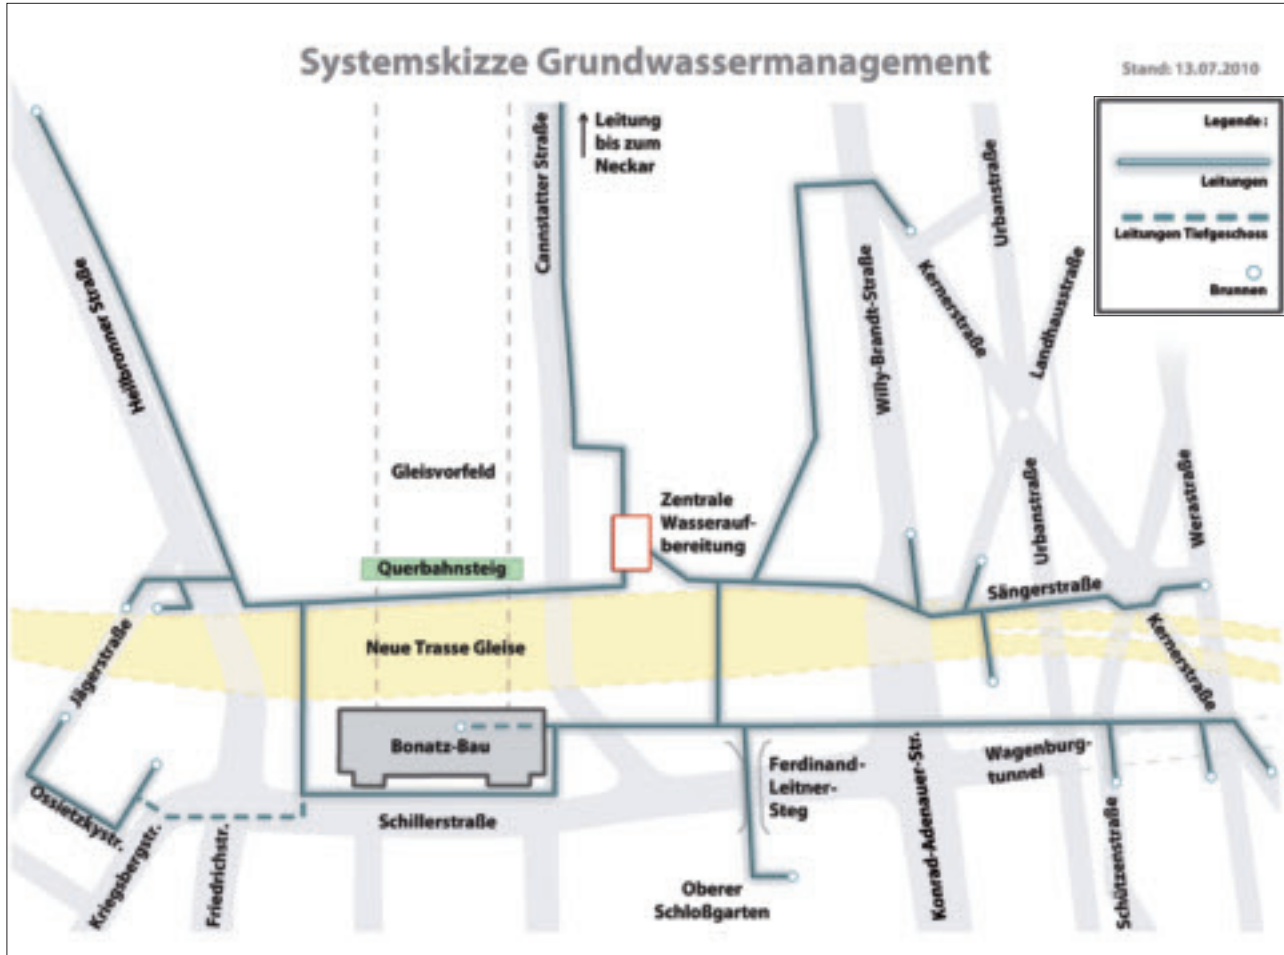 Systemskizze Grundwassermanagement
Stand: 13.07.2010
Legende :
Leitungen
Leitungen Tiefgeschoss
Brunnen
Leitung
bis zum
Neckar
Cannstatter Straße
Heilbronner Straße
Urbanstraße
Kernerstraße
Landhausstraße
Willy-Brandt-Straße
Gleisvorfeld
Zentrale
Wasserauf-
bereitung
Urbanstraße
Werastraße
Querbahnsteig
Sängerstraße
Neue Trasse Gleise
Jägerstraße
Kernerstraße
Bonatz-Bau
Ferdinand-
Leitner-
Steg
Konrad-Adenauer-Str.
Wagenburg-
tunnel
Ossietzkystr.
Kriegsbergstr.
Friedrichstr.
Schillerstraße
Schützenstraße
Oberer
Schloßgarten